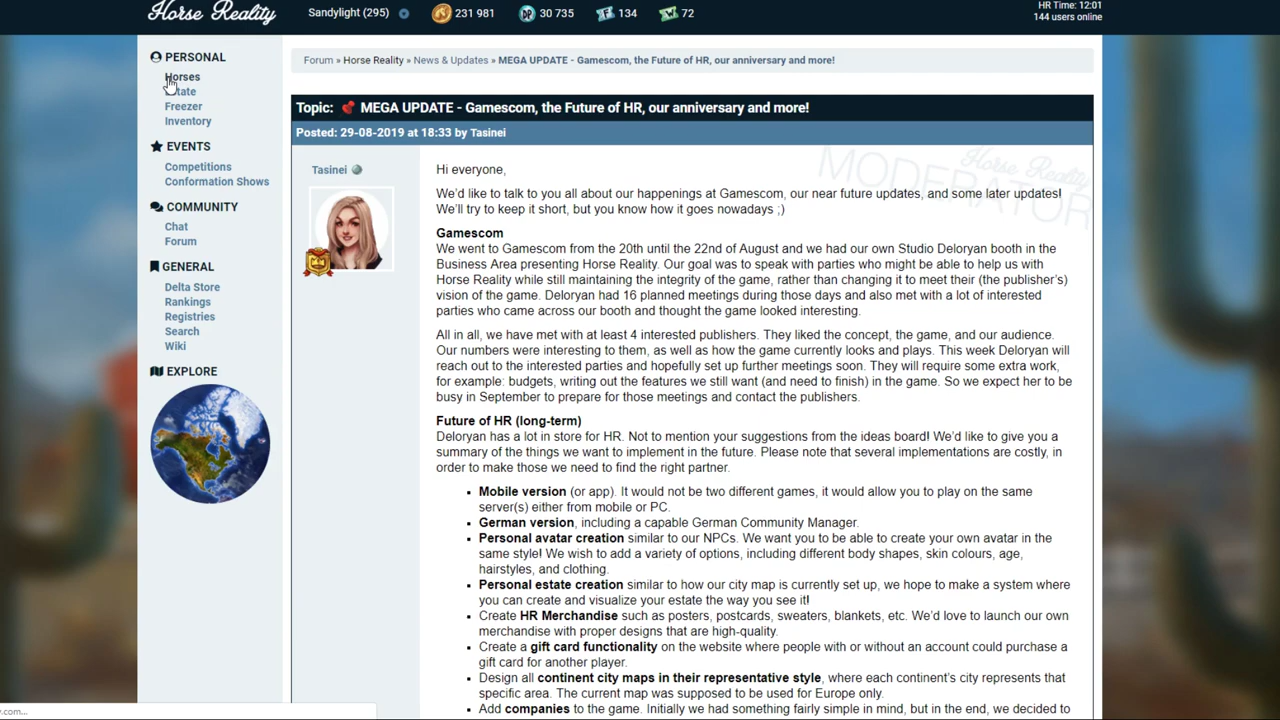 Horse Reality
Sandylight (295)
231 981
30 735
134
72
HR Time: 12:01
144 users online
PERSONAL
Horses
Estate
Freezer
Inventory
EVENTS
Competitions
Conformation Shows
COMMUNITY
Chat
Forum
GENERAL
Delta Store
Rankings
Registries
Search
Wiki
EXPLORE
Forum » Horse Reality » News & Updates » MEGA UPDATE - Gamescom, the Future of HR, our anniversary and more!
Topic: MEGA UPDATE - Gamescom, the Future of HR, our anniversary and more!
Posted: 29-08-2019 at 18:33 by Tasinei
Tasinei
Horse Reality
MODERATOR
Hi everyone,
We'd like to talk to you all about our happenings at Gamescom, our near future updates, and some later updates!
We'll try to keep it short, but you know how it goes nowadays ;)
Gamescom
We went to Gamescom from the 20th until the 22nd of August and we had our own Studio Deloryan booth in the
Business Area presenting Horse Reality. Our goal was to speak with parties who might be able to help us with
Horse Reality while still maintaining the integrity of the game, rather than changing it to meet their (the publisher's)
vision of the game. Deloryan had 16 planned meetings during those days and also met with a lot of interested
parties who came across our booth and thought the game looked interesting.
All in all, we have met with at least 4 interested publishers. They liked the concept, the game, and our audience.
Our numbers were interesting to them, as well as how the game currently looks and plays. This week Deloryan will
reach out to the interested parties and hopefully set up further meetings soon. They will require some extra work,
for example: budgets, writing out the features we still want (and need to finish) in the game. So we expect her to be
busy in September to prepare for those meetings and contact the publishers.
Future of HR (long-term)
Deloryan has a lot in store for HR. Not to mention your suggestions from the ideas board! We'd like to give you a
summary of the things we want to implement in the future. Please note that several implementations are costly, in
order to make those we need to find the right partner.
Mobile version (or app). It would not be two different games, it would allow you to play on the same
server(s) either from mobile or PC.
German version, including a capable German Community Manager.
Personal avatar creation similar to our NPCs. We want you to be able to create your own avatar in the
same style! We wish to add a variety of options, including different body shapes, skin colours, age,
hairstyles, and clothing.
Personal estate creation similar to how our city map is currently set up, we hope to make a system where
you can create and visualize your estate the way you see it!
Create HR Merchandise such as posters, postcards, sweaters, blankets, etc. We'd love to launch our own
merchandise with proper designs that are high-quality.
Create a gift card functionality on the website where people with or without an account could purchase a
gift card for another player.
Design all continent city maps in their representative style, where each continent's city represents that
specific area. The current map was supposed to be used for Europe only.
Add companies to the game. Initially we had something fairly simple in mind, but in the end, we decided to